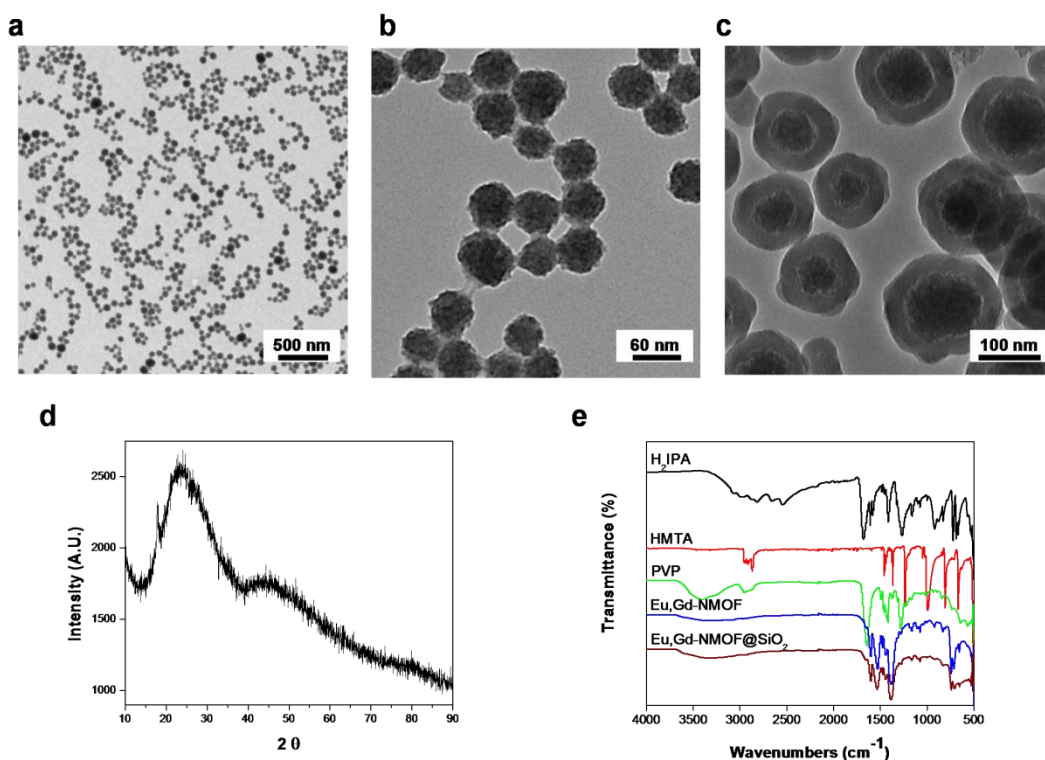 a
b
c
500 nm
60 nm
100 nm
d
e
Intensity (A.U.)
2500
2000
1500
1000
10 20 30 40 50 60 70 80 90
2 θ
Transmittance (%)
H₂IPA
HMTA
PVP
Eu,Gd-NMOF
Eu,Gd-NMOF@SiO₂
4000 3500 3000 2500 2000 1500 1000 500
Wavenumbers (cm⁻¹)